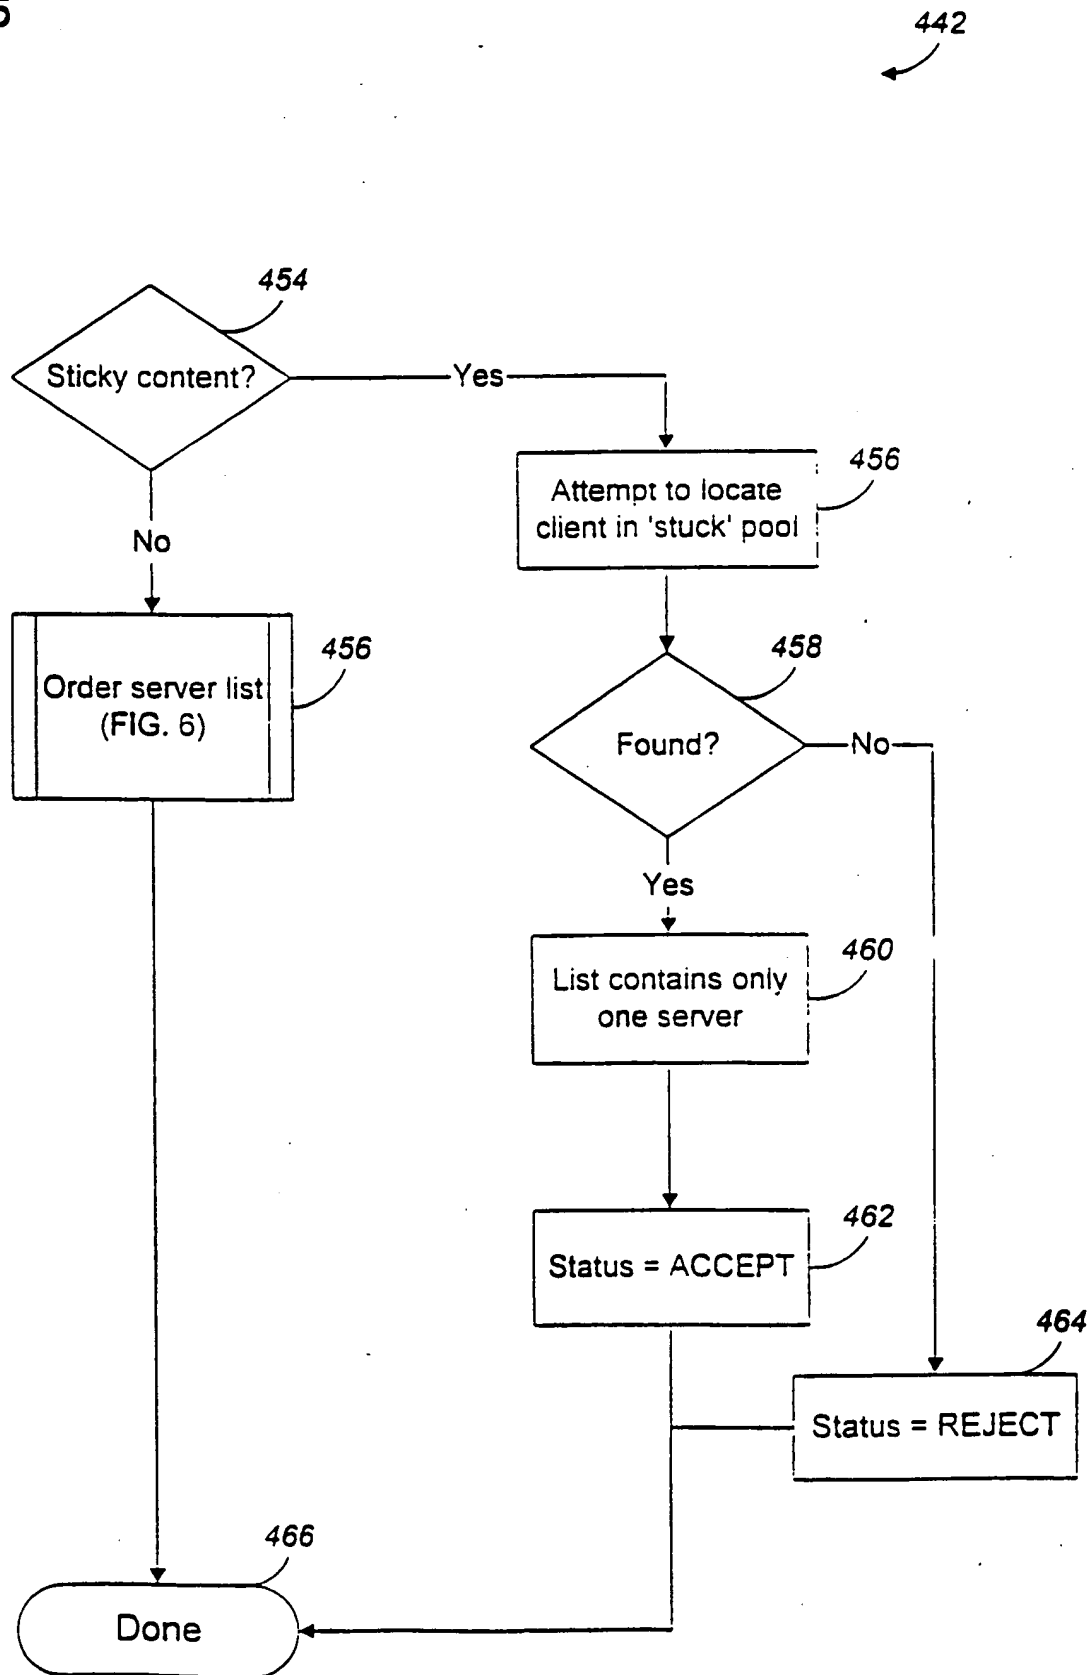 442
454
Sticky content?
Yes
456
Attempt to locate
client in 'stuck' pool
No
458
456
Order server list
(FIG. 6)
Found?
No
Yes
460
List contains only
one server
462
Status = ACCEPT
464
Status = REJECT
466
Done